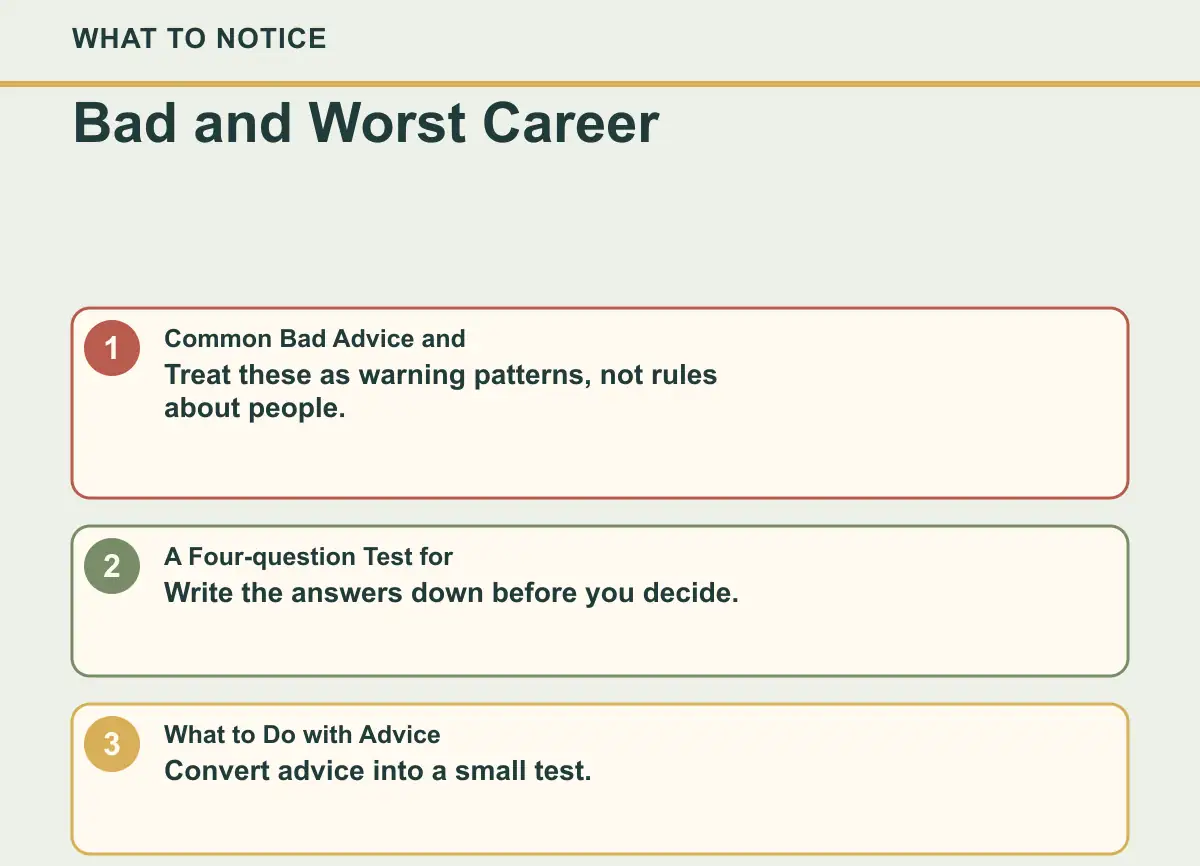 WHAT TO NOTICE
Bad and Worst Career
1
Common Bad Advice and
Treat these as warning patterns, not rules
about people.
2
A Four-question Test for
Write the answers down before you decide.
3
What to Do with Advice
Convert advice into a small test.